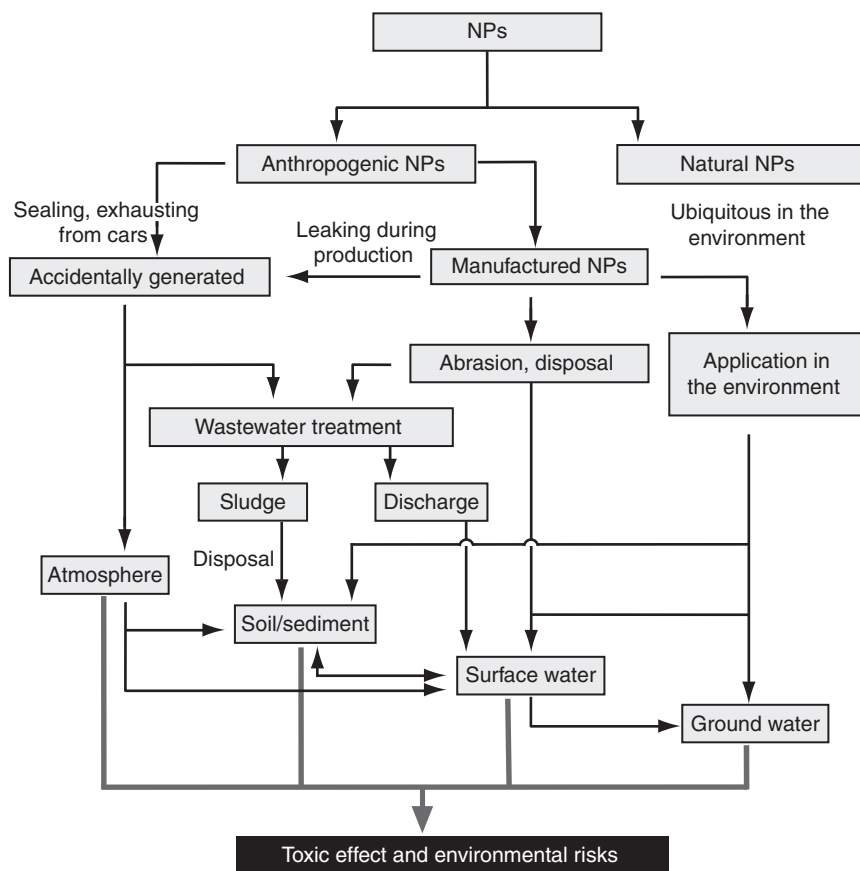 NPs
Anthropogenic NPs
Natural NPs
Sealing, exhausting
from cars
Leaking during
production
Ubiquitous in the
environment
Accidentally generated
Manufactured NPs
Abrasion, disposal
Application in
the environment
Wastewater treatment
Sludge
Discharge
Disposal
Atmosphere
Soil/sediment
Surface water
Ground water
Toxic effect and environmental risks